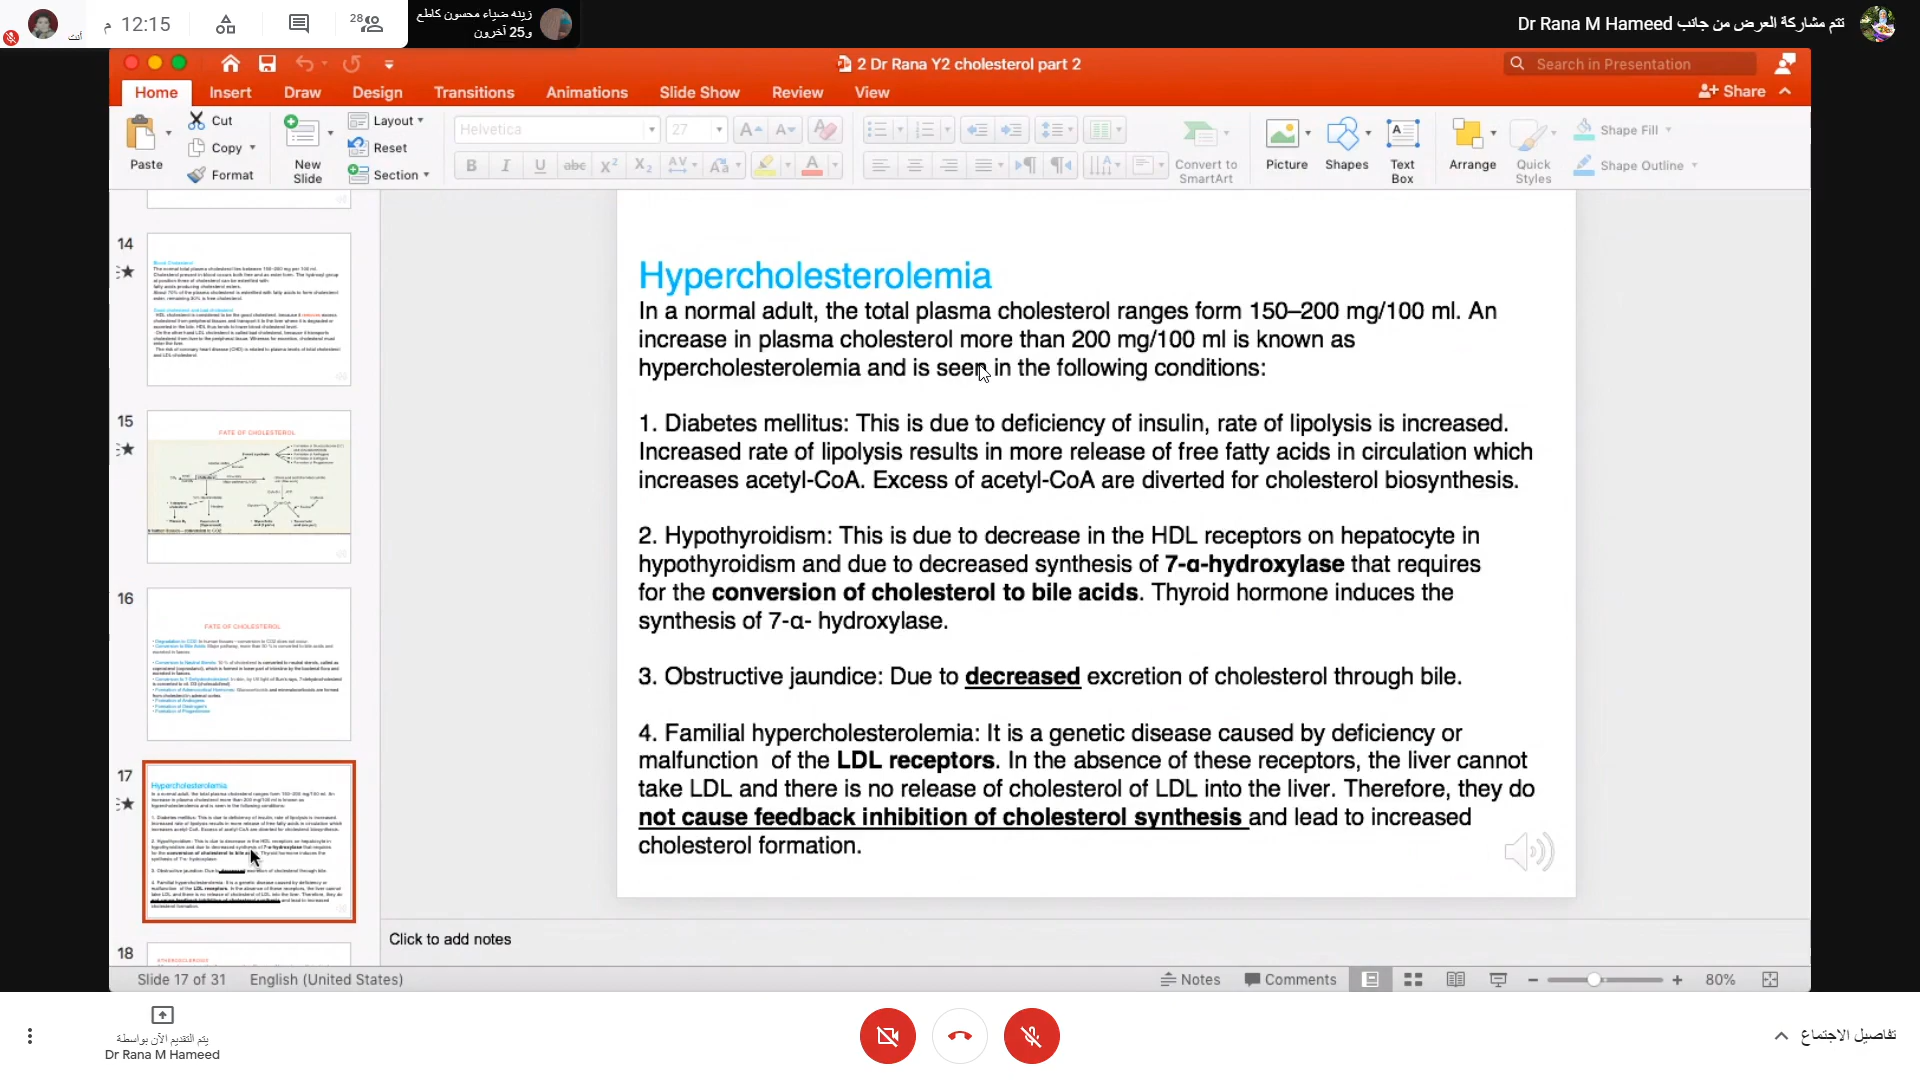 أنت
12:15 م
28
زينه ضياء محسون كاطع
و25 آخرون
تتم مشاركة العرض من جانب Dr Rana M Hameed
2 Dr Rana Y2 cholesterol part 2
Search in Presentation
Home Insert Draw Design Transitions Animations Slide Show Review View
Share
Paste
Cut
Copy
Format
New Slide
Layout
Reset
Section
Helvetica 27
Convert to SmartArt
Picture
Shapes
Text Box
Arrange
Quick Styles
Shape Fill
Shape Outline
14
15
FATE OF CHOLESTEROL
16
FATE OF CHOLESTEROL
17
Hypercholesterolemia
18
ATHEROSCLEROSIS
Hypercholesterolemia
In a normal adult, the total plasma cholesterol ranges form 150–200 mg/100 ml. An
increase in plasma cholesterol more than 200 mg/100 ml is known as
hypercholesterolemia and is seen in the following conditions:
1. Diabetes mellitus: This is due to deficiency of insulin, rate of lipolysis is increased.
Increased rate of lipolysis results in more release of free fatty acids in circulation which
increases acetyl-CoA. Excess of acetyl-CoA are diverted for cholesterol biosynthesis.
2. Hypothyroidism: This is due to decrease in the HDL receptors on hepatocyte in
hypothyroidism and due to decreased synthesis of 7-α-hydroxylase that requires
for the conversion of cholesterol to bile acids. Thyroid hormone induces the
synthesis of 7-α- hydroxylase.
3. Obstructive jaundice: Due to decreased excretion of cholesterol through bile.
4. Familial hypercholesterolemia: It is a genetic disease caused by deficiency or
malfunction of the LDL receptors. In the absence of these receptors, the liver cannot
take LDL and there is no release of cholesterol of LDL into the liver. Therefore, they do
not cause feedback inhibition of cholesterol synthesis and lead to increased
cholesterol formation.
Click to add notes
Slide 17 of 31 English (United States)
Notes Comments 80%
يتم التقديم الآن بواسطة
Dr Rana M Hameed
تفاصيل الاجتماع